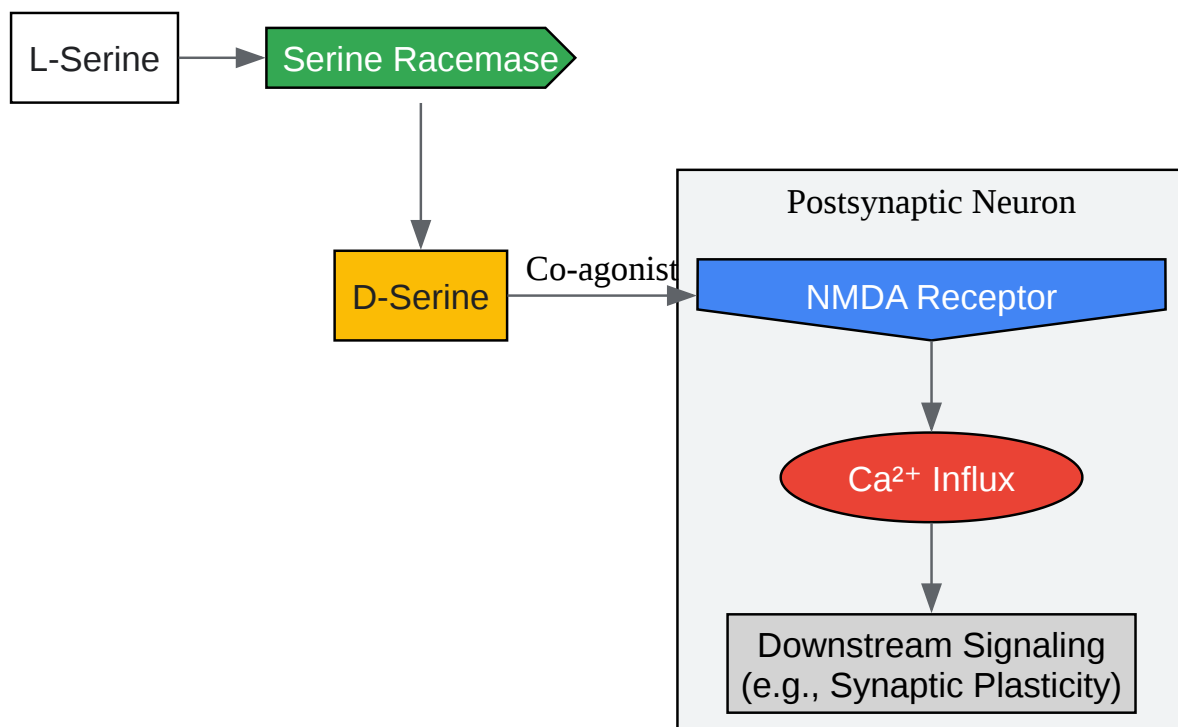 L-Serine
Serine Racemase
Postsynaptic Neuron
D-Serine
Co-agonist
NMDA Receptor
Ca²⁺ Influx
Downstream Signaling
(e.g., Synaptic Plasticity)